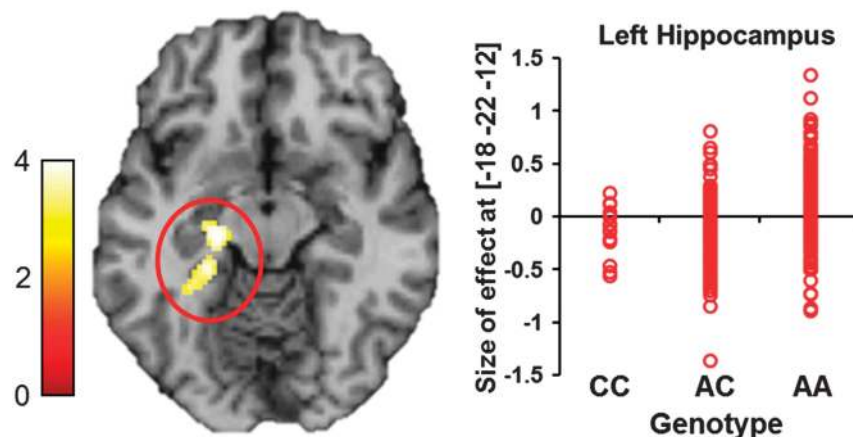 4
2
0
Left Hippocampus
Size of effect at [-18 -22 -12]
1.5
1
0.5
0
-0.5
-1
-1.5
CC AC AA
Genotype